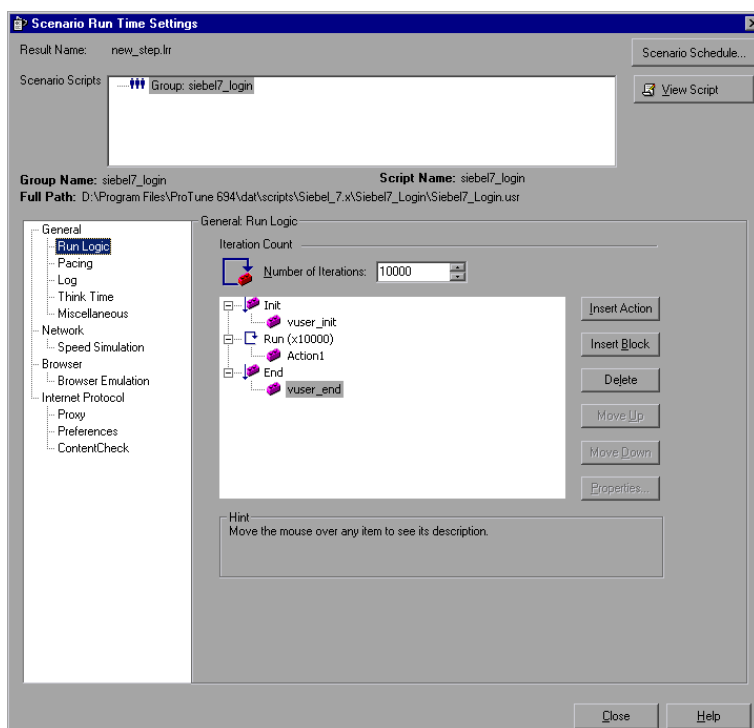 Scenario Run Time Settings
Result Name: new_step.lrr
Scenario Schedule...
Scenario Scripts
Group: siebel7_login
View Script
Group Name: siebel7_login
Script Name: siebel7_login
Full Path: D:\Program Files\ProTune 694\dat\scripts\Siebel_7.x\Siebel7_Login\Siebel7_Login.usr
General
Run Logic
Pacing
Log
Think Time
Miscellaneous
Network
Speed Simulation
Browser
Browser Emulation
Internet Protocol
Proxy
Preferences
ContentCheck
General: Run Logic
Iteration Count
Number of Iterations: 10000
Init
vuser_init
Run (x10000)
Action1
End
vuser_end
Insert Action
Insert Block
Delete
Move Up
Move Down
Properties...
Hint
Move the mouse over any item to see its description.
Close
Help